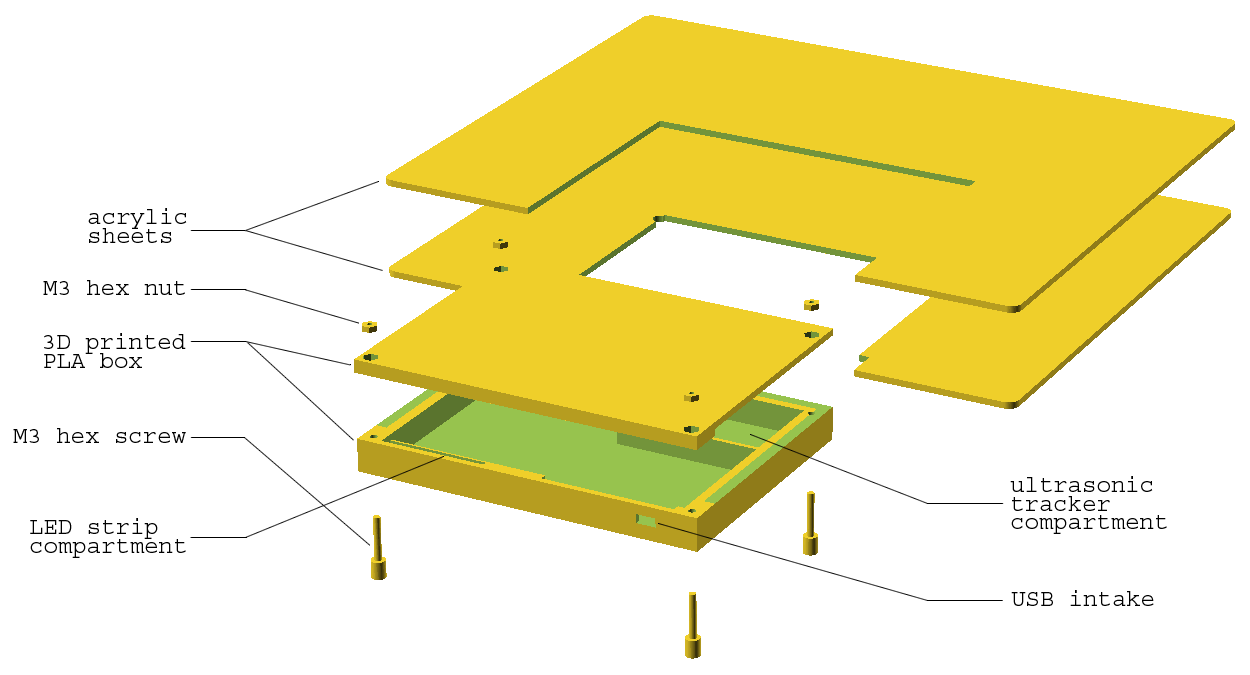 acrylic
sheets
M3 hex nut
3D printed
PLA box
M3 hex screw
LED strip
compartment
ultrasonic
tracker
compartment
USB intake